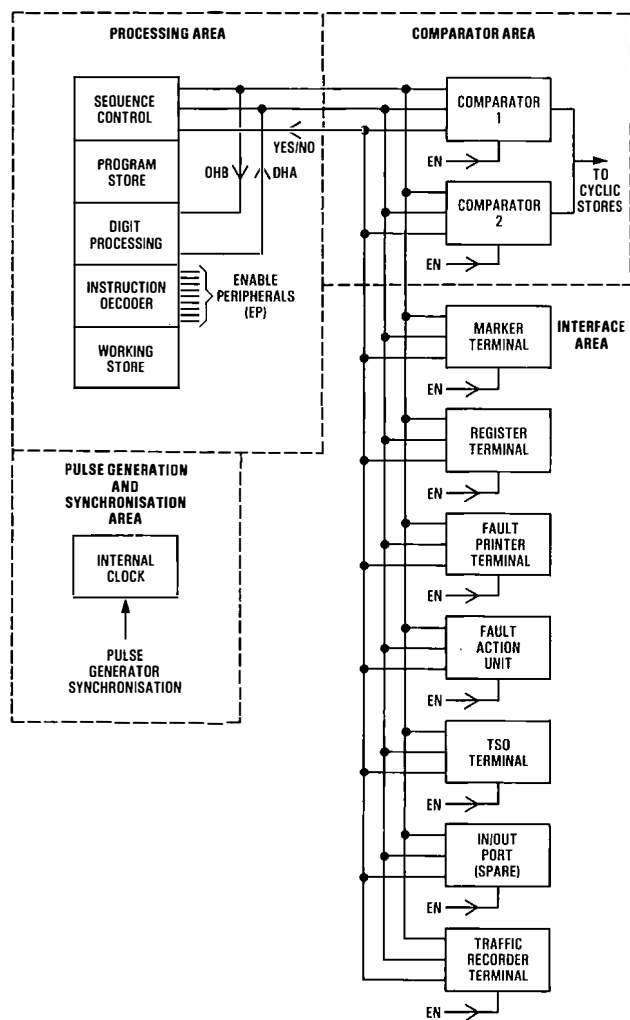 PROCESSING AREA
SEQUENCE
CONTROL
PROGRAM
STORE
DIGIT
PROCESSING
INSTRUCTION
DECODER
WORKING
STORE
YES/NO
OHB
DHA
ENABLE
PERIPHERALS
(EP)
COMPARATOR AREA
COMPARATOR
1
EN
TO
CYCLIC
STORES
COMPARATOR
2
EN
INTERFACE
AREA
MARKER
TERMINAL
EN
REGISTER
TERMINAL
EN
FAULT
PRINTER
TERMINAL
EN
FAULT
ACTION
UNIT
EN
TSO
TERMINAL
EN
IN/OUT
PORT
(SPARE)
EN
TRAFFIC
RECORDER
TERMINAL
EN
PULSE GENERATION
AND
SYNCHRONISATION
AREA
INTERNAL
CLOCK
PULSE
GENERATOR
SYNCHRONISATION